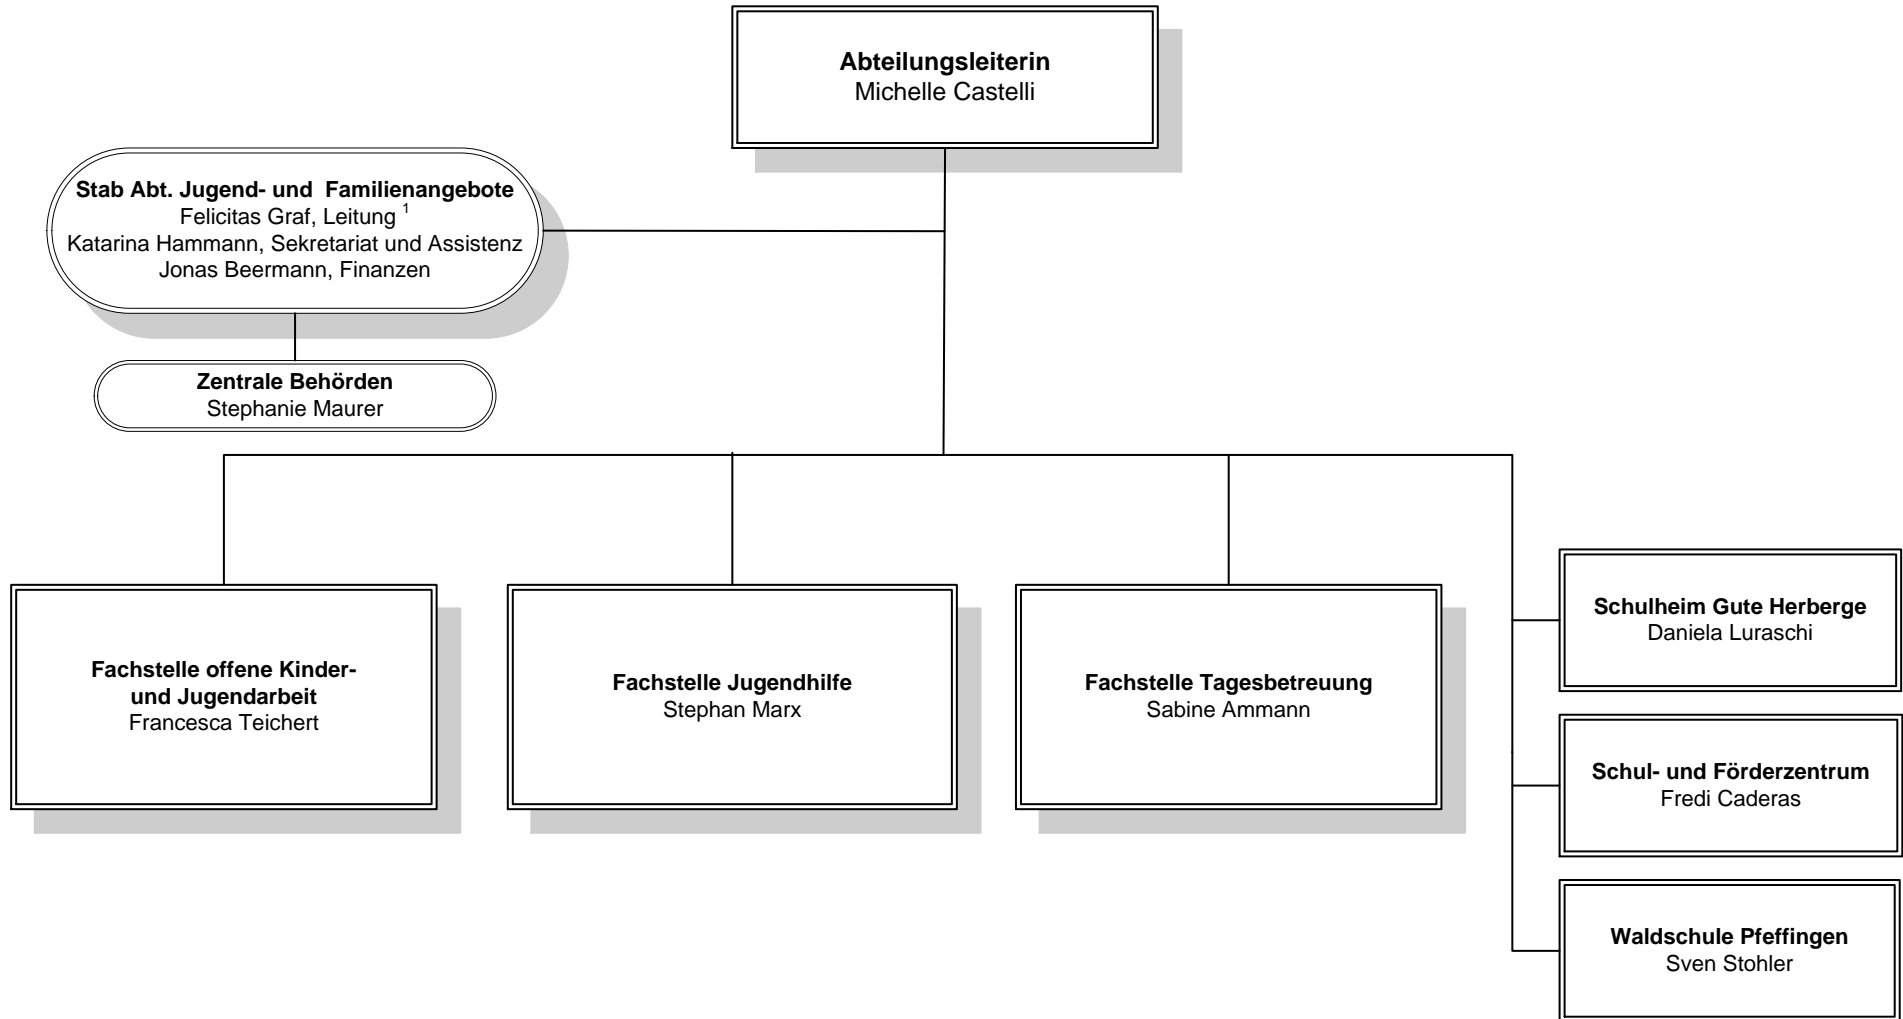 Abteilungsleiterin
Michelle Castelli
Stab Abt. Jugend- und  Familienangebote
Felicitas Graf, Leitung 1
Katarina Hammann, Sekretariat und Assistenz
Jonas Beermann, Finanzen
Zentrale Behörden
Stephanie Maurer
Fachstelle offene Kinder-
und Jugendarbeit
Francesca Teichert
Fachstelle Jugendhilfe
Stephan Marx
Fachstelle Tagesbetreuung
Sabine Ammann
Schulheim Gute Herberge
Daniela Luraschi
Schul- und Förderzentrum
Fredi Caderas
Waldschule Pfeffingen
Sven Stohler